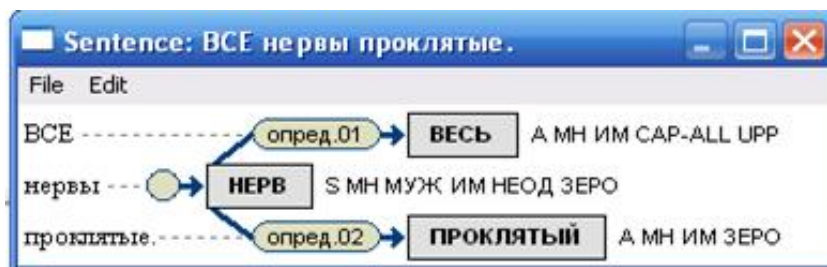 Sentence: ВСЕ нервы проклятые.
File Edit
ВСЕ опред.01 ВЕСЬ A МН ИМ CAP-ALL UPP
нервы НЕРВ S МН МУЖ ИМ НЕОД ЗЕРО
проклятые. опред.02 ПРОКЛЯТЫЙ A МН ИМ ЗЕРО